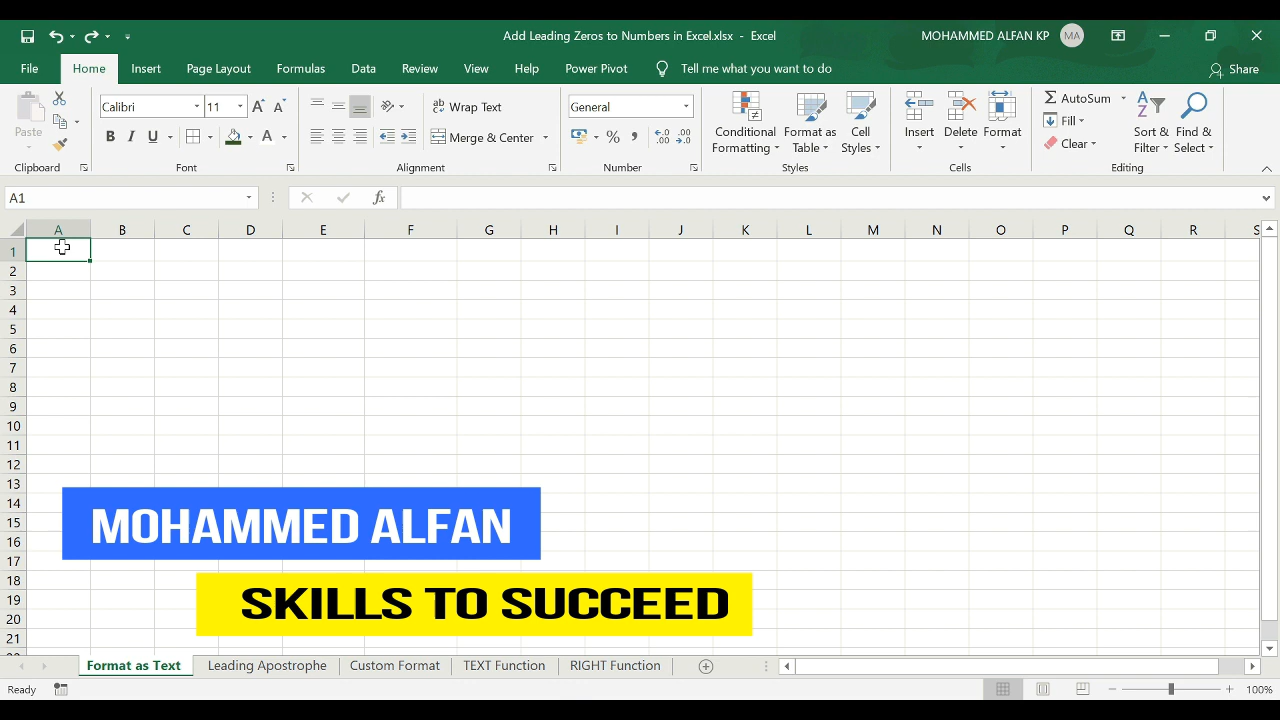 Add Leading Zeros to Numbers in Excel.xlsx - Excel
MOHAMMED ALFAN KP MA
File Home Insert Page Layout Formulas Data Review View Help Power Pivot Tell me what you want to do Share
Paste
Calibri 11 A A
B I U A
ab Wrap Text
Merge & Center
General
% ,
Conditional Formatting
Format as Table
Cell Styles
Insert Delete Format
AutoSum
Fill
Clear
Sort & Filter
Find & Select
Clipboard Font Alignment Number Styles Cells Editing
A1 fx
A B C D E F G H I J K L M N O P Q R S
1
2
3
4
5
6
7
8
9
10
11
12
13
14
15
16
17
18
19
20
21
MOHAMMED ALFAN
SKILLS TO SUCCEED
Format as Text Leading Apostrophe Custom Format TEXT Function RIGHT Function
Ready 100%